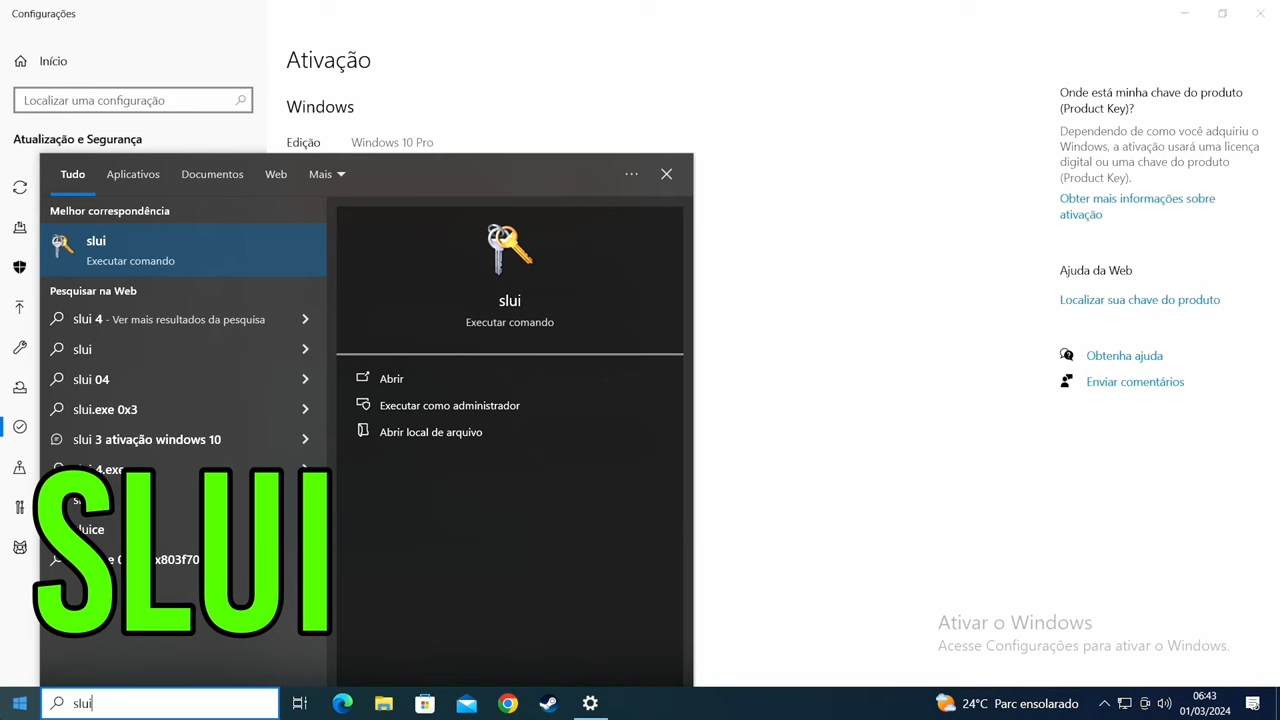 Configurações
Início
Localizar uma configuração
Atualização e Segurança
Ativação
Windows
Edição Windows 10 Pro
Onde está minha chave do produto
(Product Key)?
Dependendo de como você adquiriu o
Windows, a ativação usará uma licença
digital ou uma chave do produto
(Product Key).
Obter mais informações sobre
ativação
Ajuda da Web
Localizar sua chave do produto
Obtenha ajuda
Enviar comentários
Tudo Aplicativos Documentos Web Mais
Melhor correspondência
slui
Executar comando
Pesquisar na Web
slui 4 - Ver mais resultados da pesquisa
slui
slui 04
slui.exe 0x3
slui 3 ativação windows 10
slui 4.exe
SLUI
slui
Executar comando
Abrir
Executar como administrador
Abrir local de arquivo
Ativar o Windows
Acesse Configurações para ativar o Windows.
slui
24°C Parc ensolarado
06:43
01/03/2024